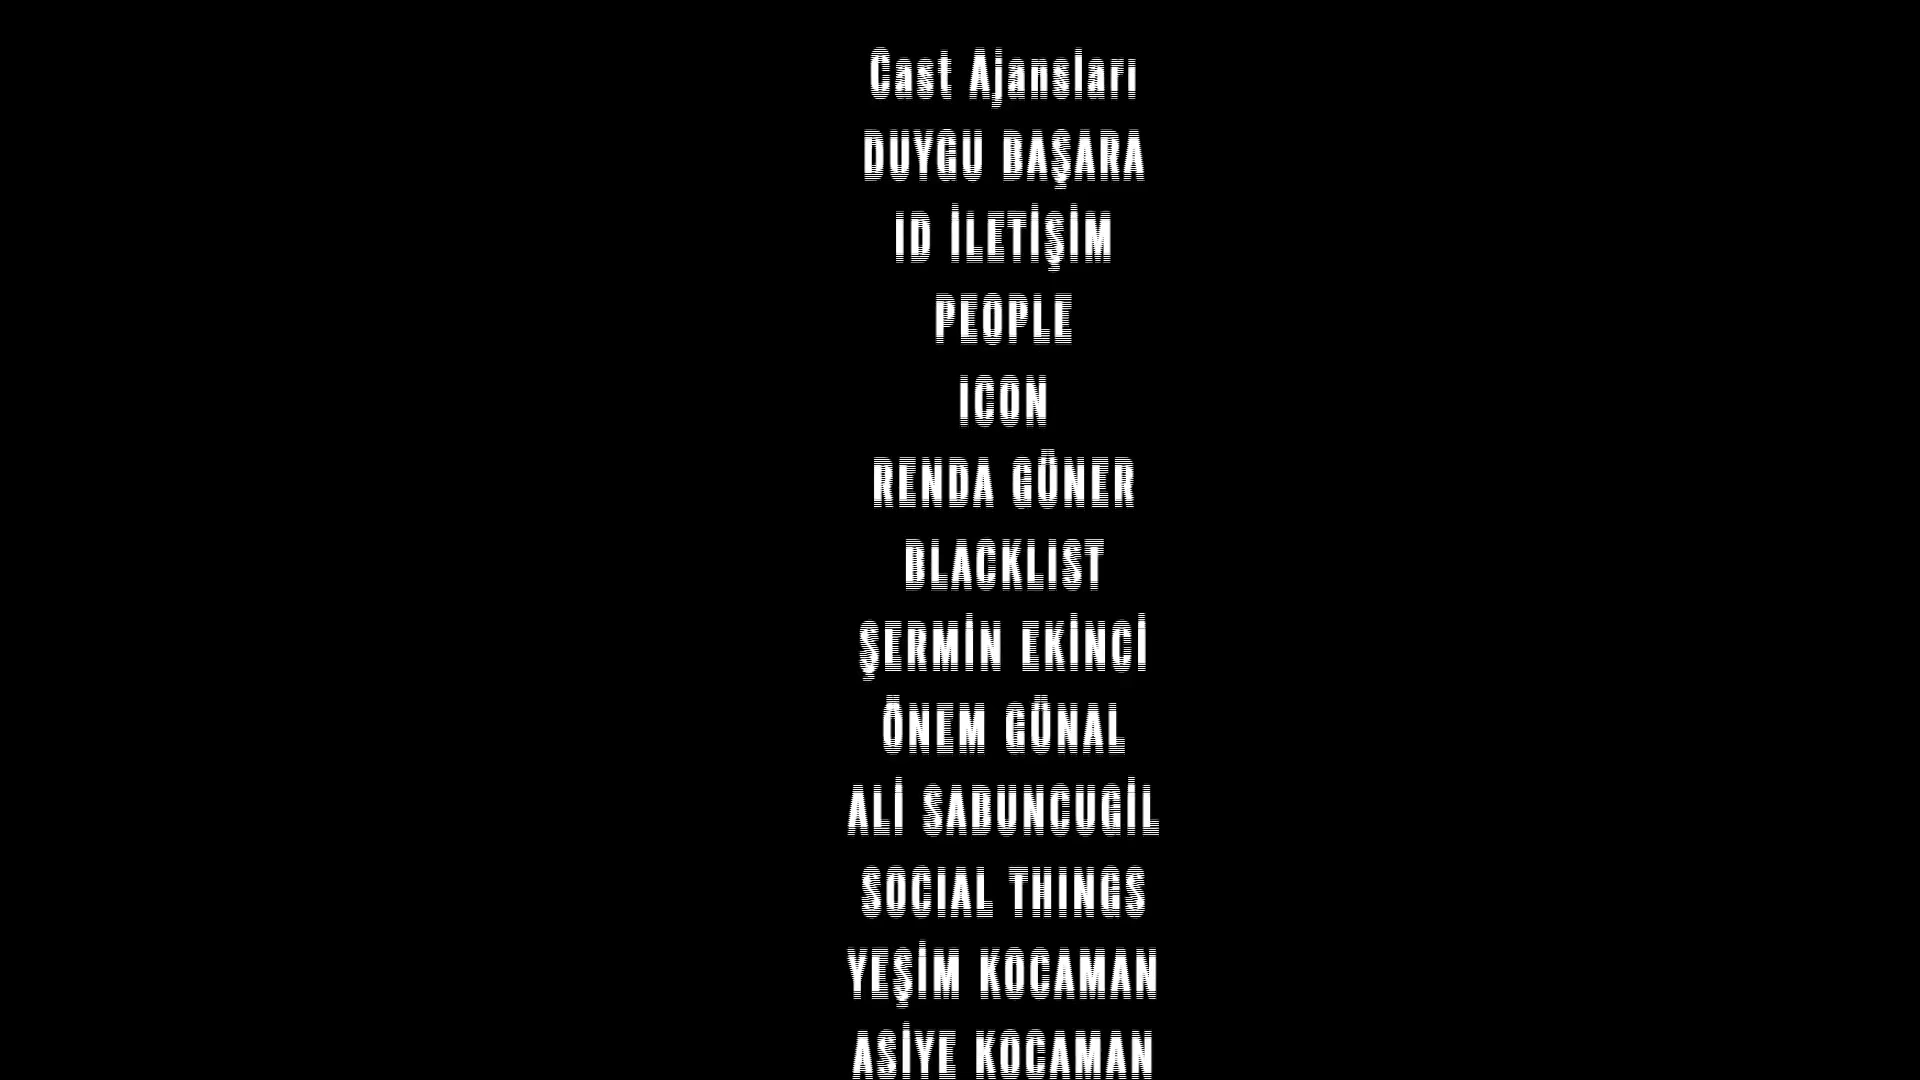 Cast Ajansları
DUYGU BAŞARA
ID İLETİŞİM
PEOPLE
ICON
RENDA GÜNER
BLACKLIST
ŞERMİN EKİNCİ
ÖNEM GÜNAL
ALİ SABUNCUGİL
SOCIAL THINGS
YEŞİM KOCAMAN
ASİYE KOCAMAN